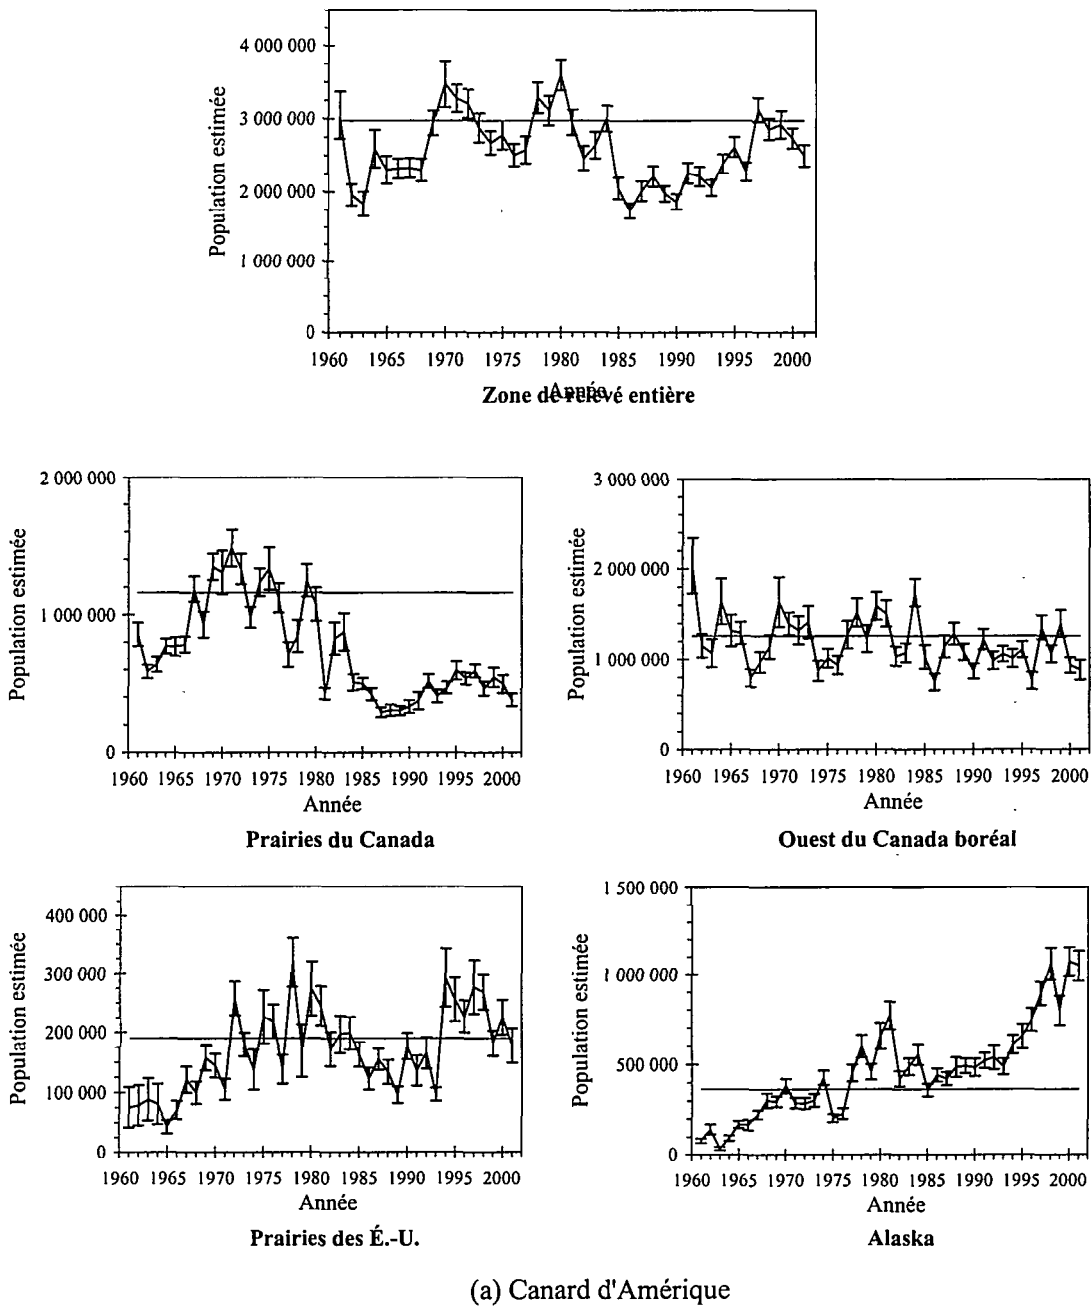 Population estimée
4 000 000
3 000 000
2 000 000
1 000 000
0
1960 1965 1970 1975 1980 1985 1990 1995 2000
Année
Zone de relevé entière
Population estimée
2 000 000
1 000 000
0
1960 1965 1970 1975 1980 1985 1990 1995 2000
Année
Prairies du Canada
Population estimée
3 000 000
2 000 000
1 000 000
0
1960 1965 1970 1975 1980 1985 1990 1995 2000
Année
Ouest du Canada boréal
Population estimée
400 000
300 000
200 000
100 000
0
1960 1965 1970 1975 1980 1985 1990 1995 2000
Année
Prairies des É.-U.
Population estimée
1 500 000
1 000 000
500 000
0
1960 1965 1970 1975 1980 1985 1990 1995 2000
Année
Alaska
(a) Canard d'Amérique